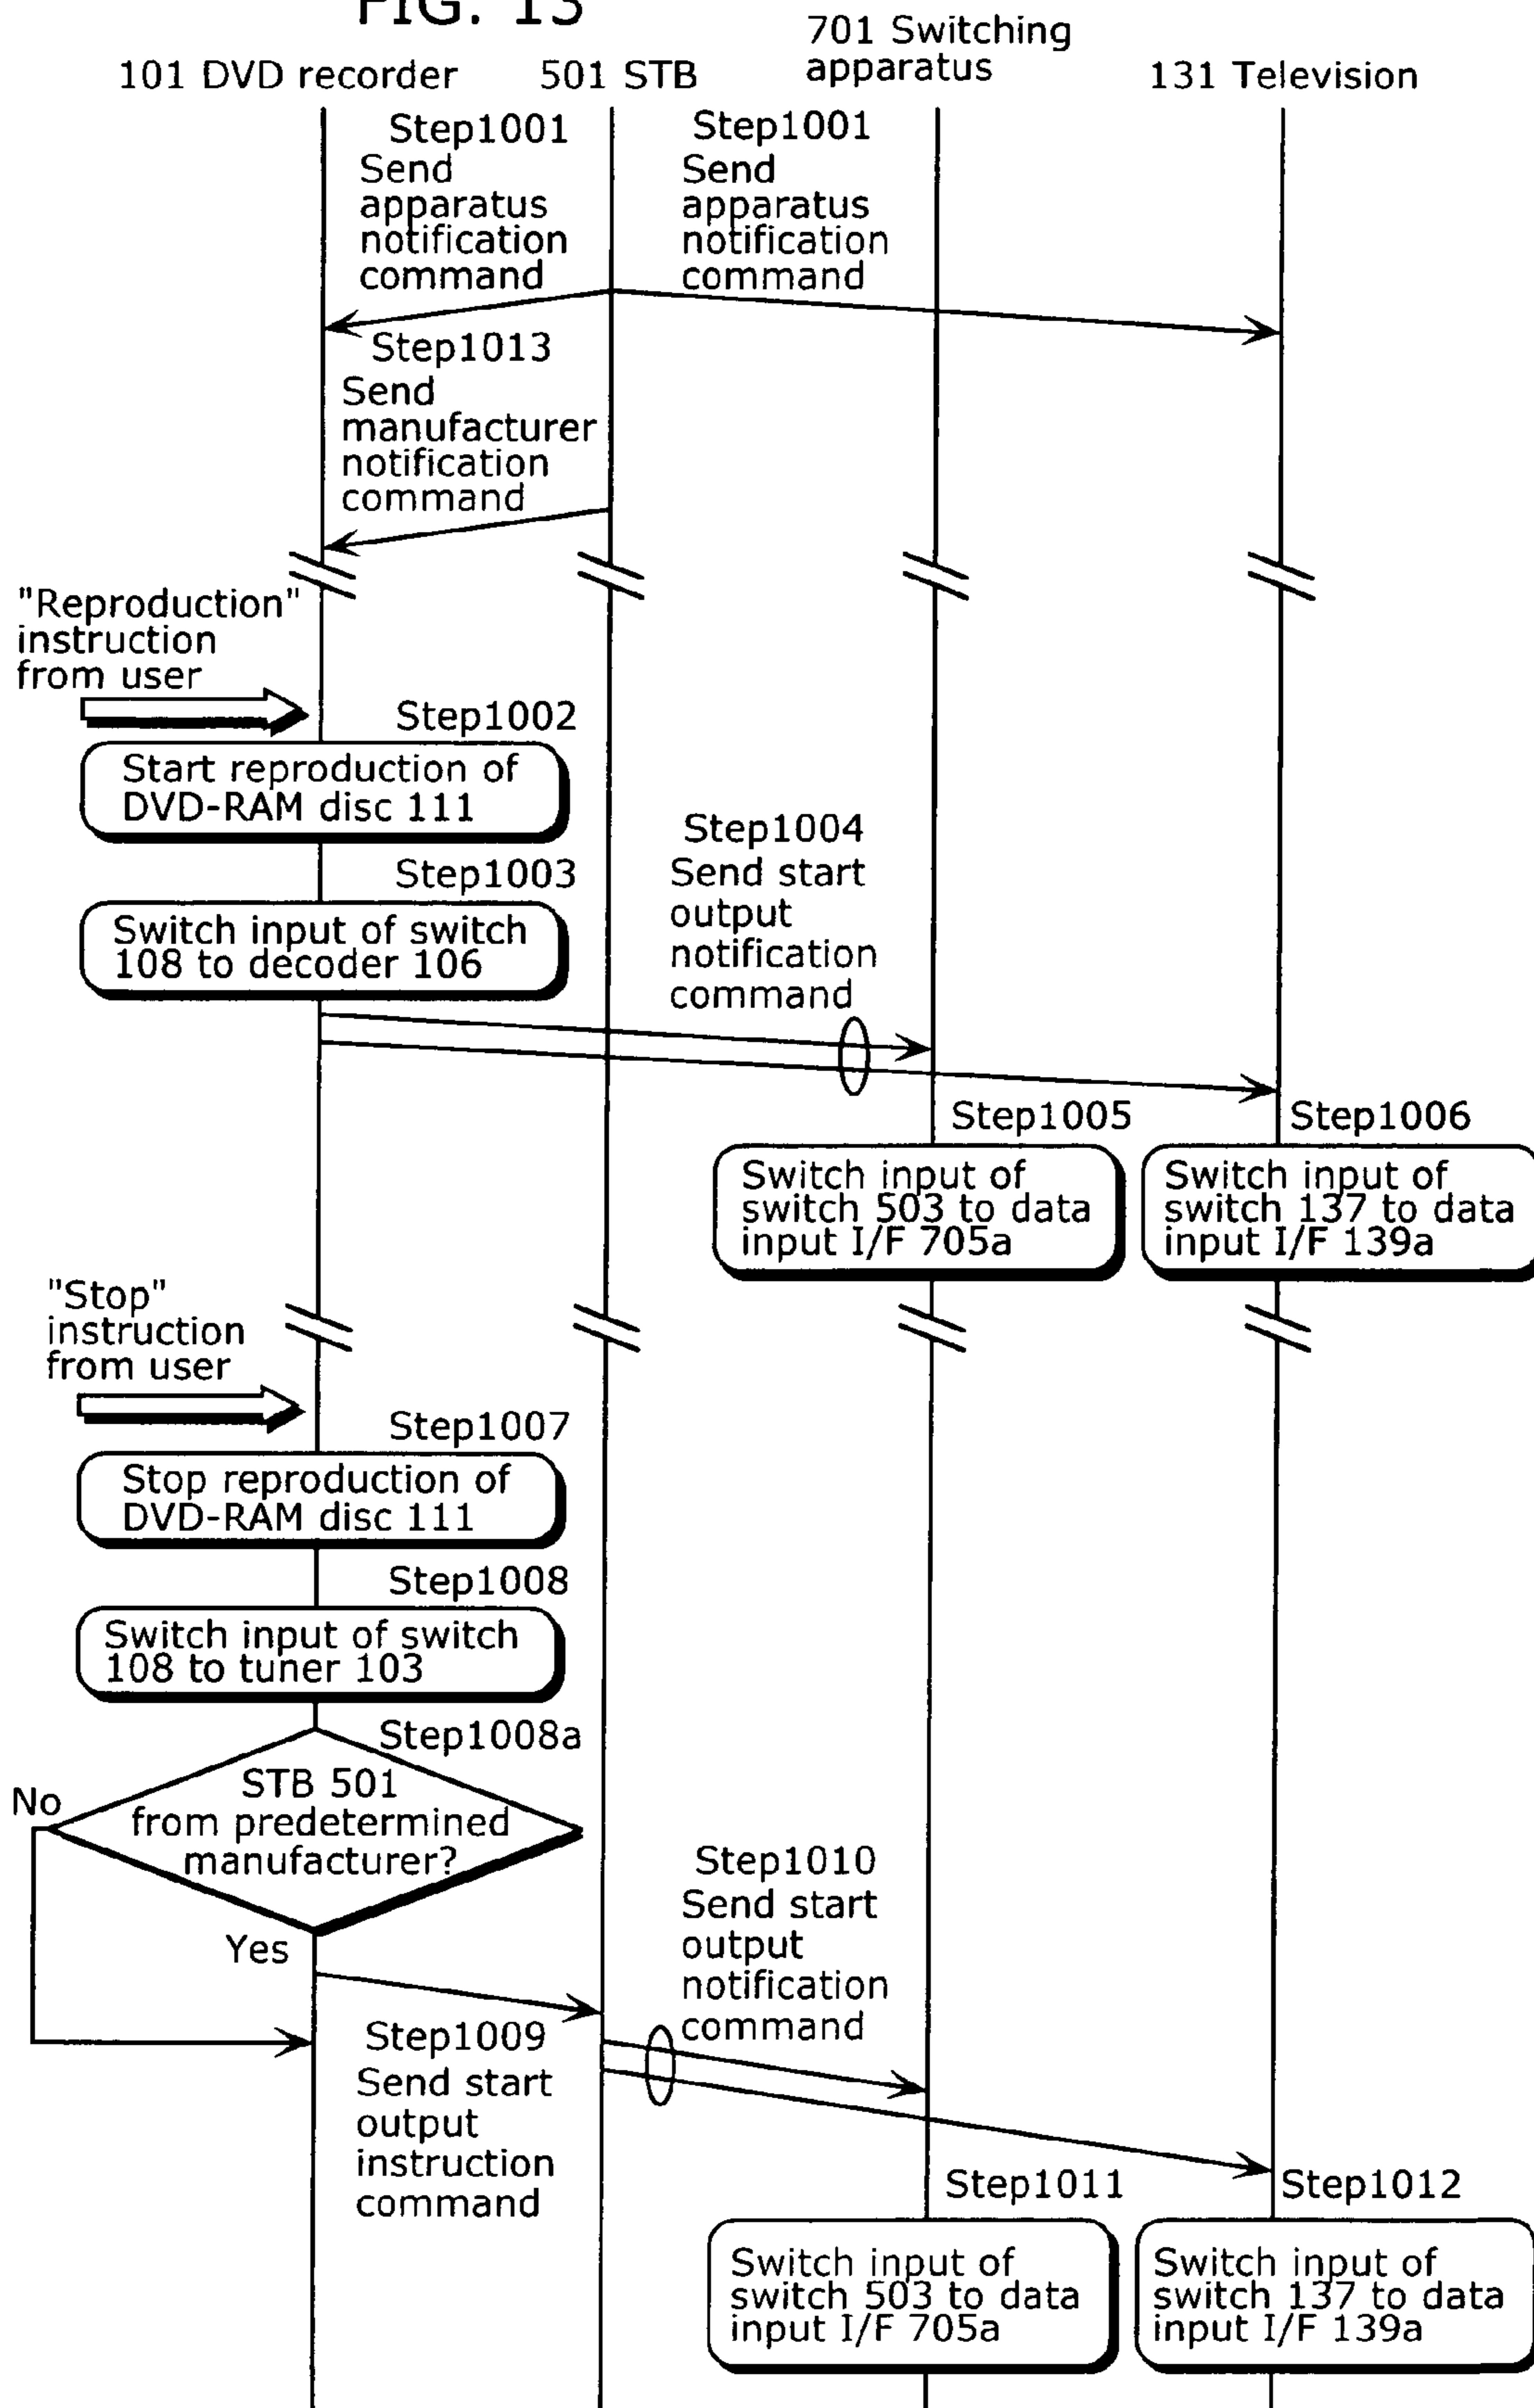 FIG. 13
101 DVD recorder
501 STB
701 Switching
apparatus
131 Television
Step1001
Send
apparatus
notification
command
Step1001
Send
apparatus
notification
command
Step1013
Send
manufacturer
notification
command
"Reproduction"
instruction
from user
Step1002
Start reproduction of
DVD-RAM disc 111
Step1003
Switch input of switch
108 to decoder 106
Step1004
Send start
output
notification
command
Step1005
Switch input of
switch 503 to data
input I/F 705a
Step1006
Switch input of
switch 137 to data
input I/F 139a
"Stop"
instruction
from user
Step1007
Stop reproduction of
DVD-RAM disc 111
Step1008
Switch input of switch
108 to tuner 103
Step1008a
STB 501
from predetermined
manufacturer?
No
Yes
Step1009
Send start
output
instruction
command
Step1010
Send start
output
notification
command
Step1011
Switch input of
switch 503 to data
input I/F 705a
Step1012
Switch input of
switch 137 to data
input I/F 139a